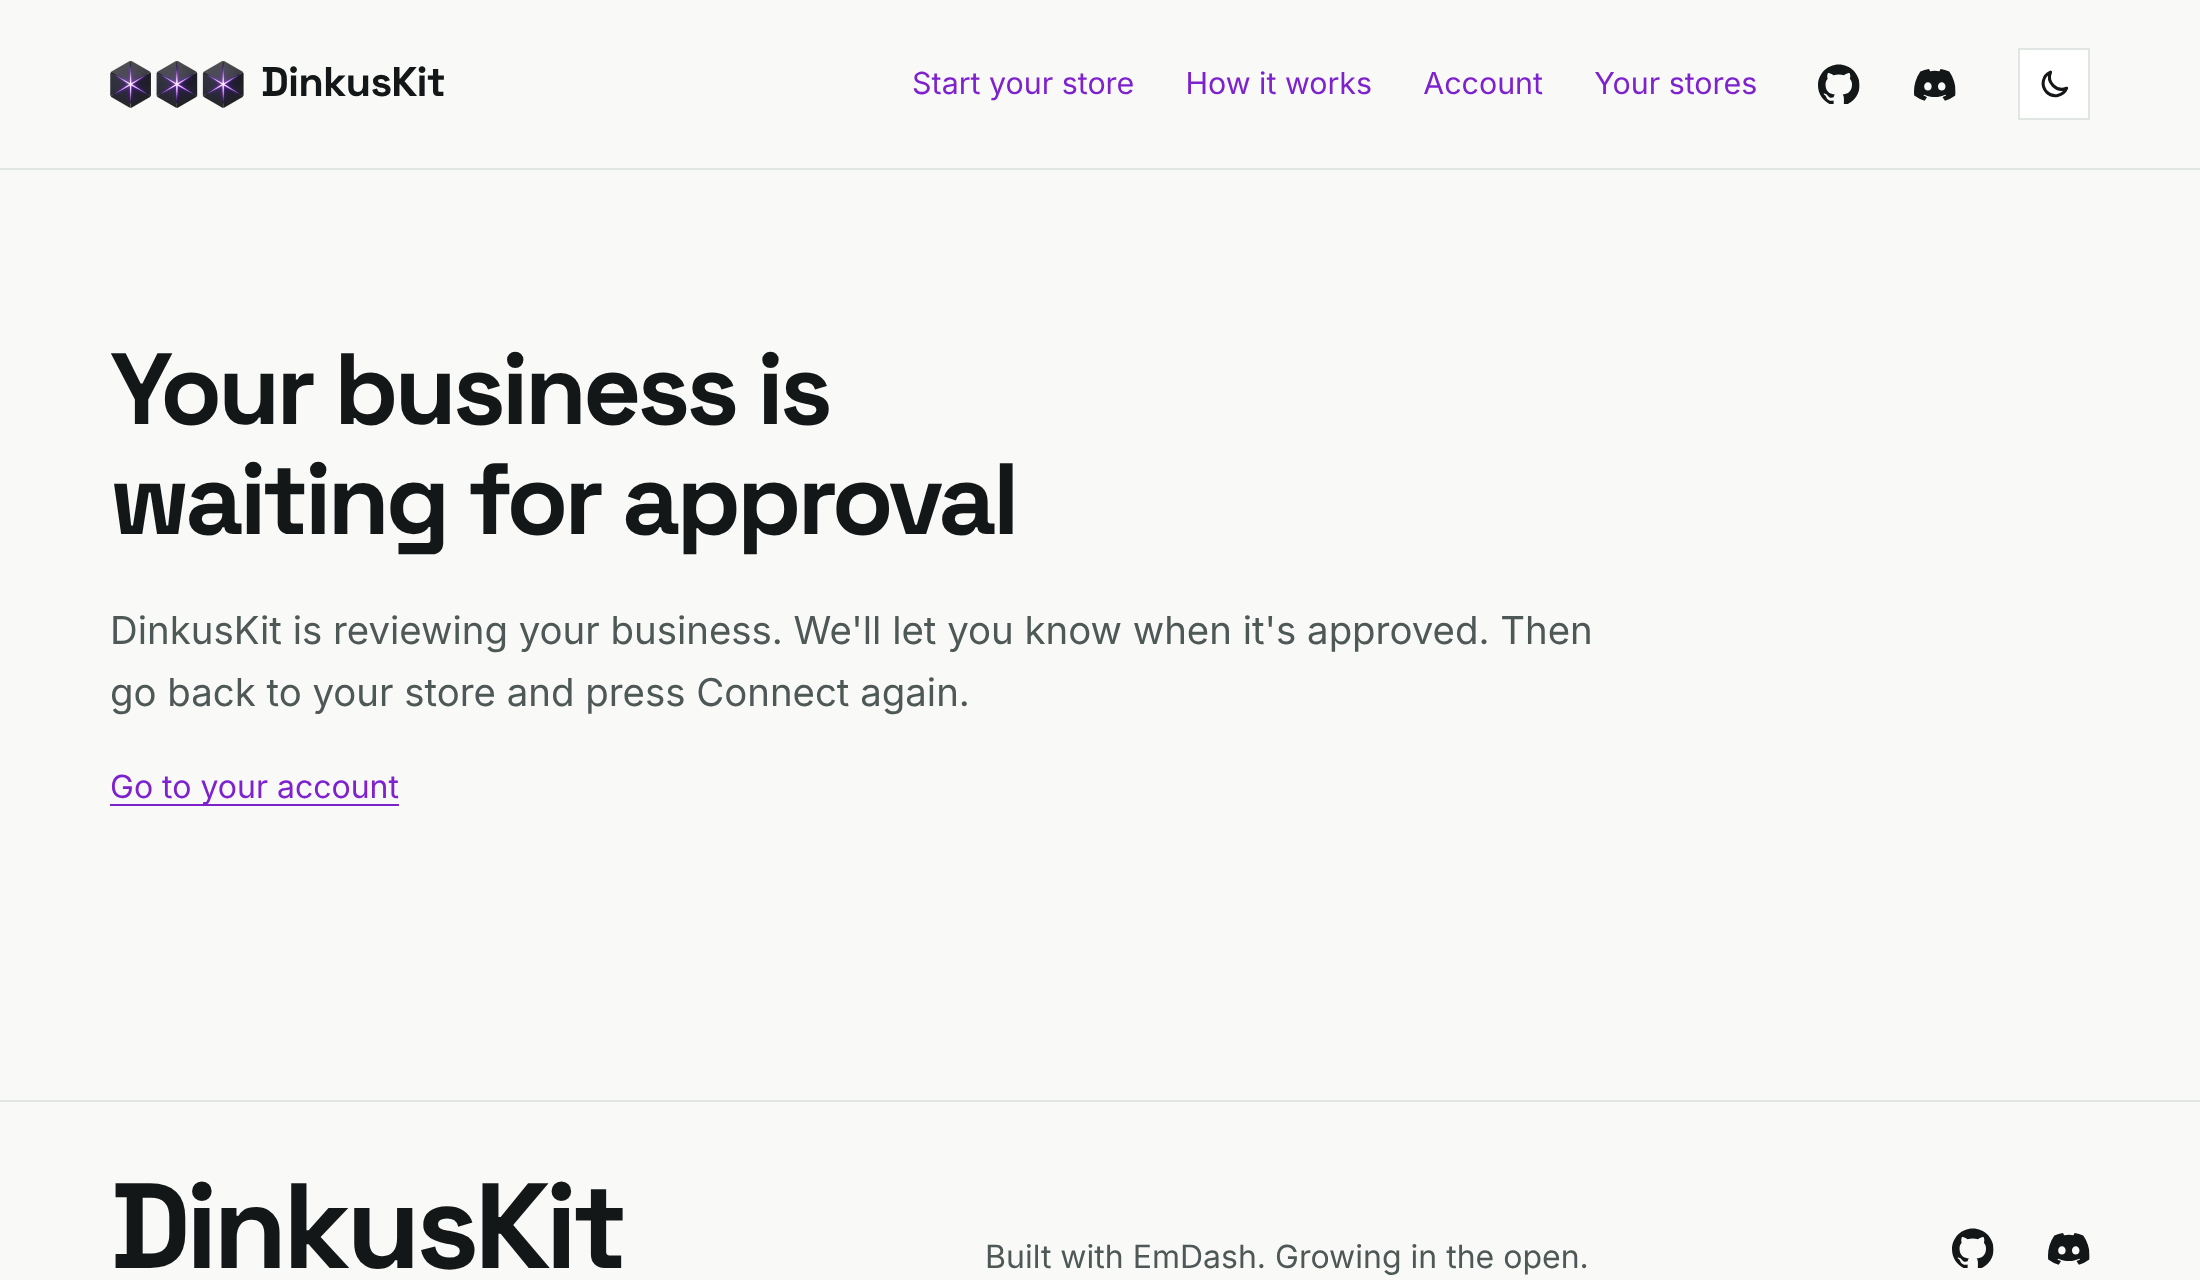 DinkusKit
Start your store
How it works
Account
Your stores
Your business is
waiting for approval
DinkusKit is reviewing your business. We'll let you know when it's approved. Then
go back to your store and press Connect again.
Go to your account
DinkusKit
Built with EmDash. Growing in the open.